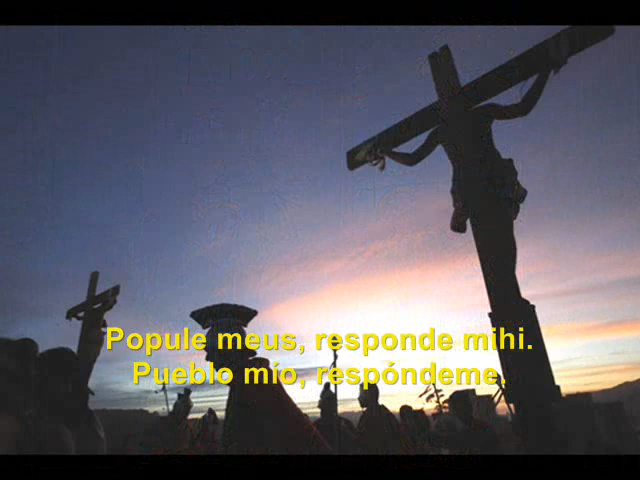 Popule meus, responde mihi.
Pueblo mío, respóndeme.